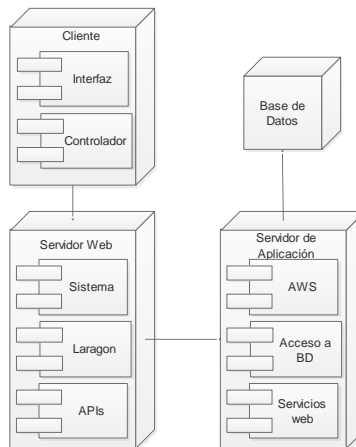 Cliente
Interfaz
Controlador
Base de
Datos
Servidor Web
Sistema
Laragon
APIs
Servidor de
Aplicación
AWS
Acceso a
BD
Servicios
web